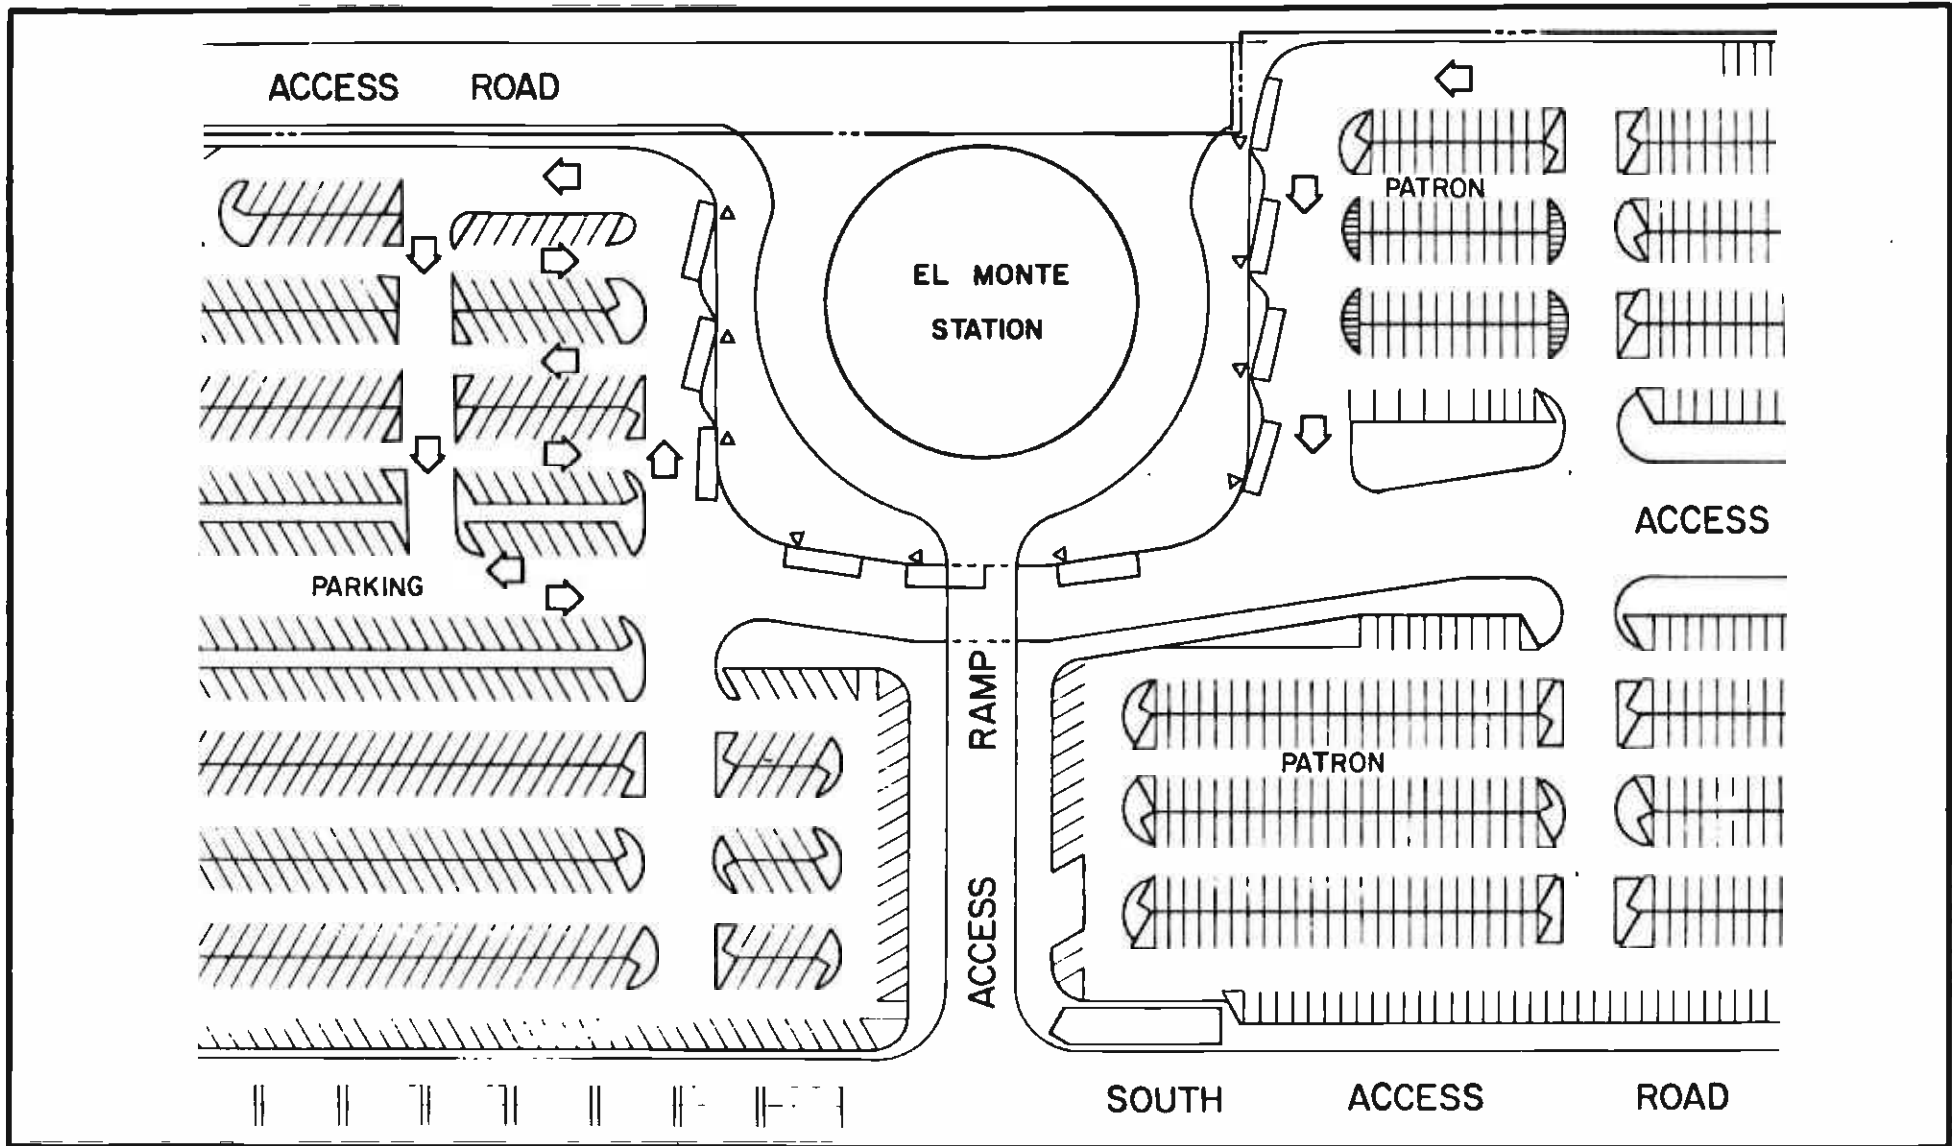 ACCESS ROAD
PATRON
EL MONTE
STATION
ACCESS
PARKING
ACCESS RAMP
PATRON
SOUTH ACCESS ROAD